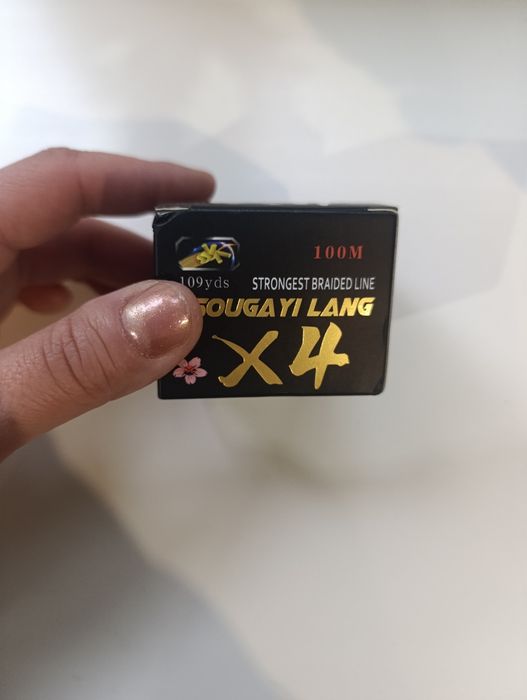 100M
109yds STRONGEST BRAIDED LINE
SOUGAYI LANG
X4